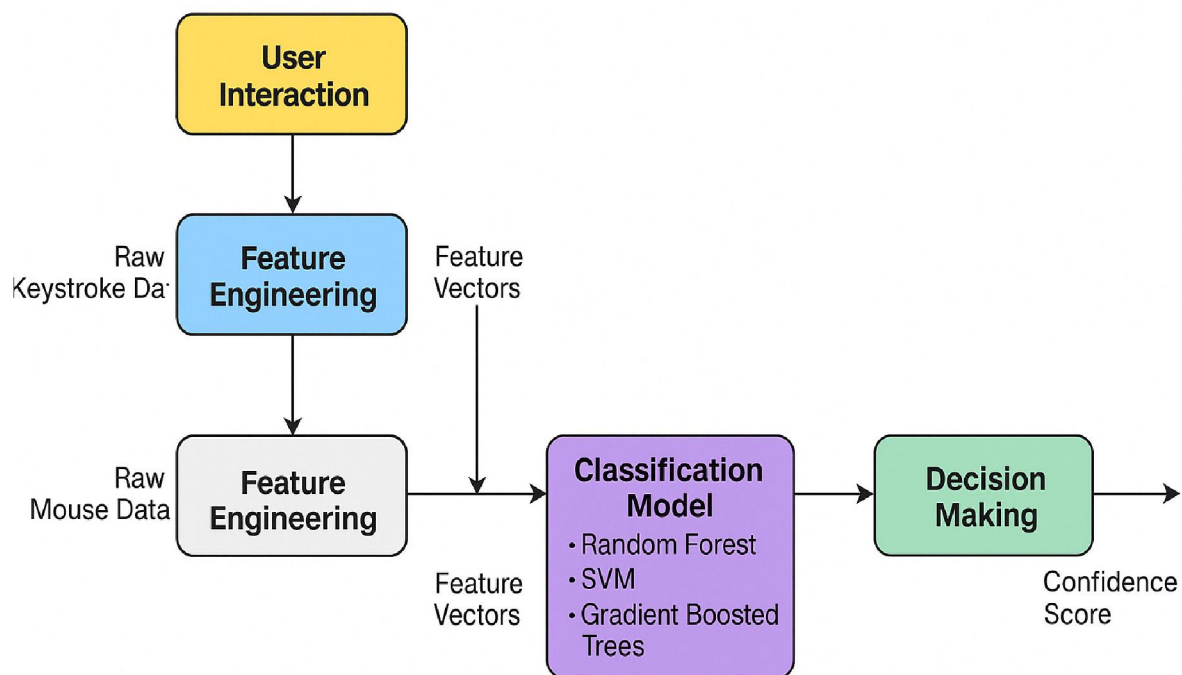 User
Interaction
Raw
Keystroke Da
Feature
Engineering
Feature
Vectors
Raw
Mouse Data
Feature
Engineering
Feature
Vectors
Classification
Model
• Random Forest
• SVM
• Gradient Boosted
Trees
Decision
Making
Confidence
Score